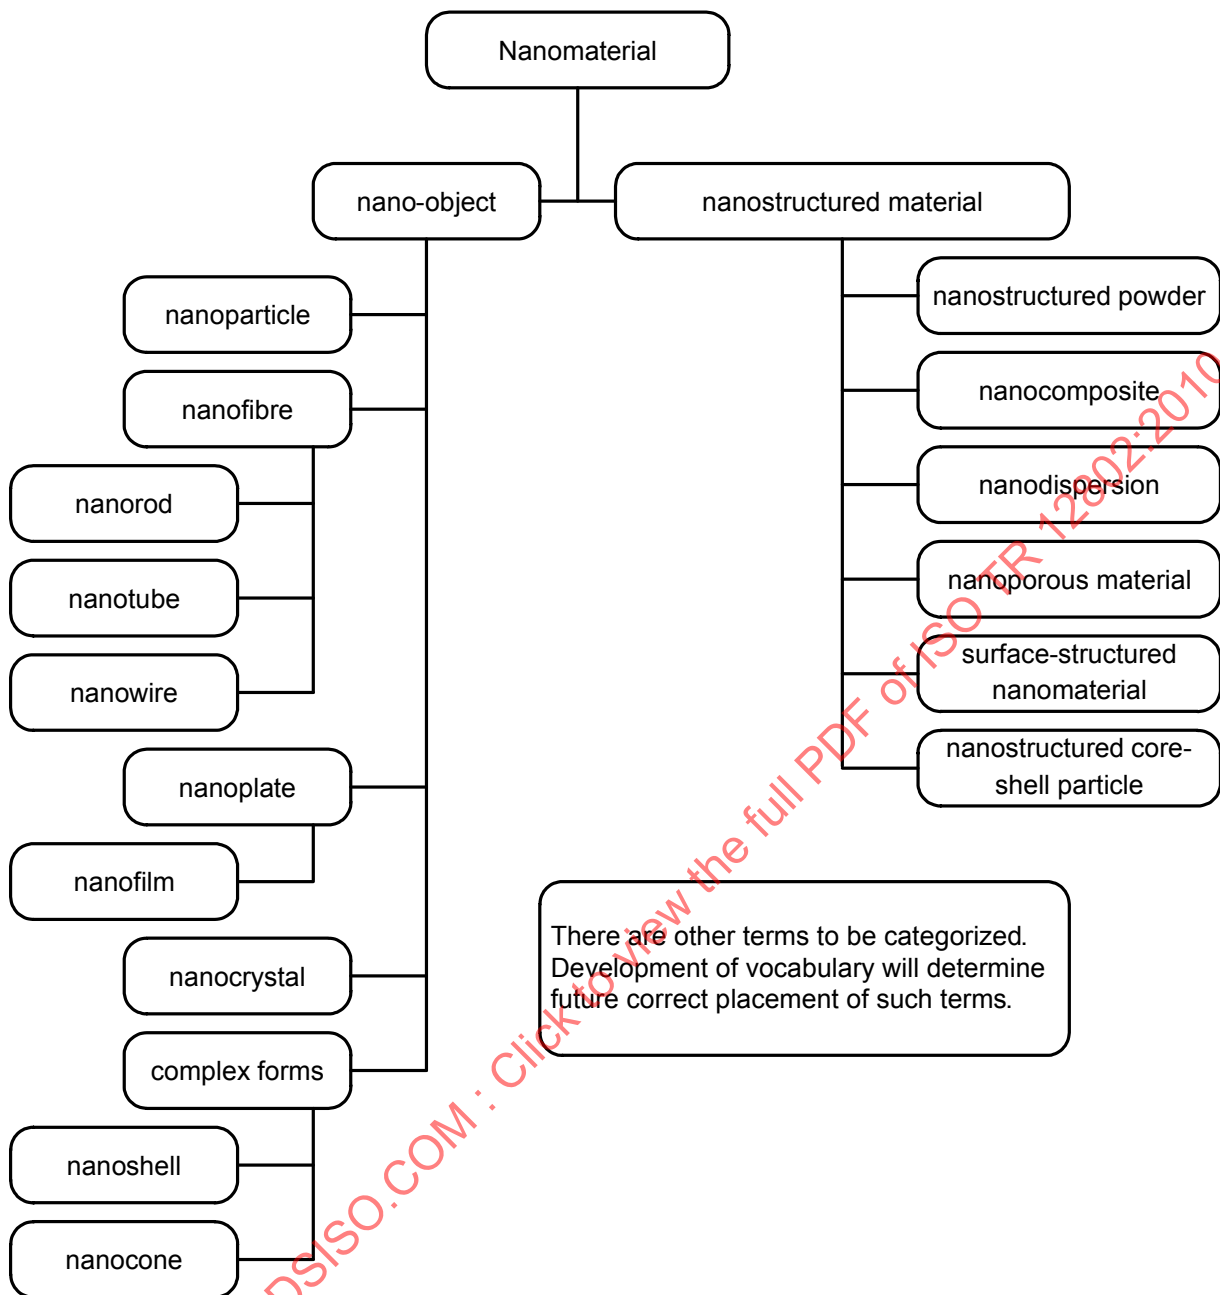 Nanomaterial
nano-object
nanostructured material
nanoparticle
nanofibre
nanorod
nanotube
nanowire
nanoplate
nanofilm
nanocrystal
complex forms
nanoshell
nanocone
nanostructured powder
nanocomposite
nanodispersion
nanoporous material
surface-structured
nanomaterial
nanostructured core-
shell particle
There are other terms to be categorized.
Development of vocabulary will determine
future correct placement of such terms.
DSISO.COM : Click to view the full PDF of ISO TR 12802:2010